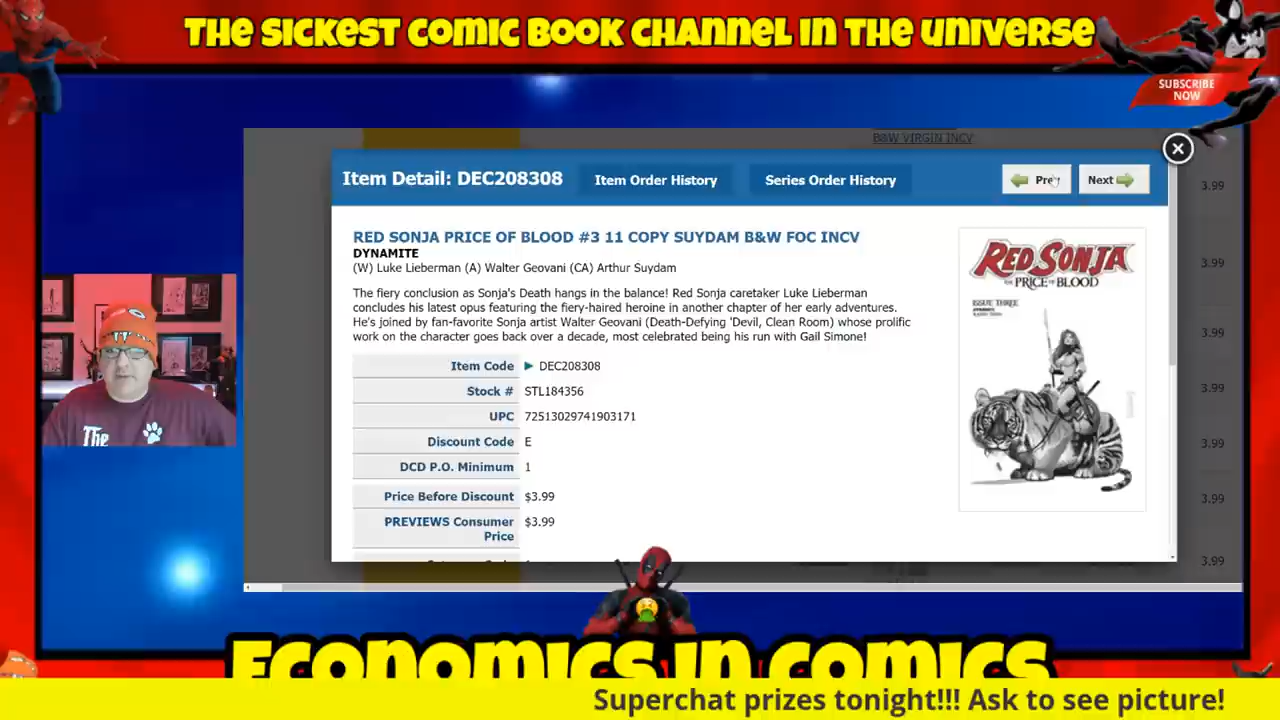 THE SICKEST COMIC BOOK CHANNEL IN THE UNIVERSE
SUBSCRIBE
NOW
B&W VIRGIN INCV
Item Detail: DEC208308
Item Order History
Series Order History
Prev
Next
3.99
RED SONJA PRICE OF BLOOD #3 11 COPY SUYDAM B&W FOC INCV
DYNAMITE
(W) Luke Lieberman (A) Walter Geovani (CA) Arthur Suydam
The fiery conclusion as Sonja's Death hangs in the balance! Red Sonja caretaker Luke Lieberman
concludes his latest opus featuring the fiery-haired heroine in another chapter of her early adventures.
He's joined by fan-favorite Sonja artist Walter Geovani (Death-Defying 'Devil, Clean Room) whose prolific
work on the character goes back over a decade, most celebrated being his run with Gail Simone!
RED SONJA
THE PRICE OF BLOOD
ISSUE THREE
3.99
3.99
3.99
3.99
3.99
3.99
Item Code DEC208308
Stock # STL184356
UPC 72513029741903171
Discount Code E
DCD P.O. Minimum 1
Price Before Discount $3.99
PREVIEWS Consumer
Price $3.99
The
ECONOMICS IN COMICS
Superchat prizes tonight!!! Ask to see picture!